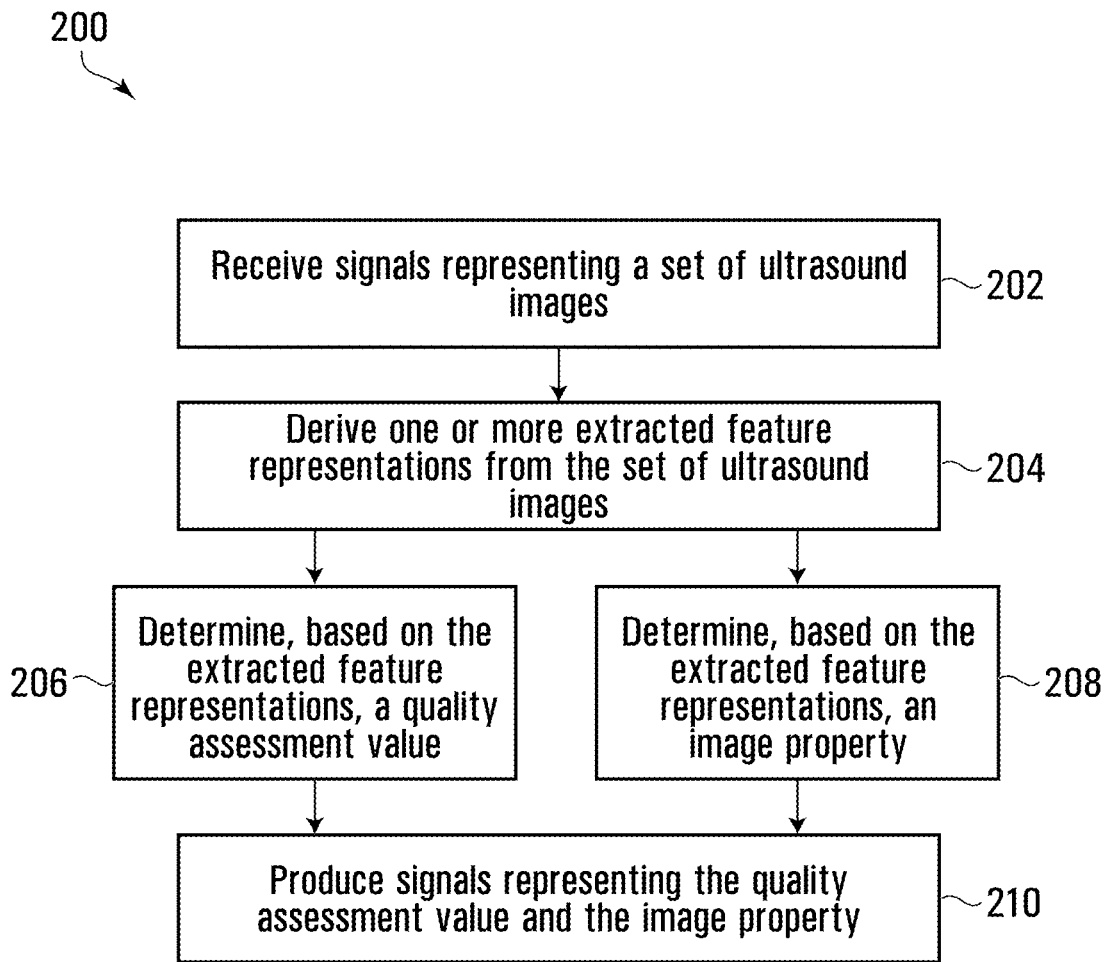 200
Receive signals representing a set of ultrasound
images
202
Derive one or more extracted feature
representations from the set of ultrasound
images
204
Determine, based on the
extracted feature
representations, a quality
assessment value
206
Determine, based on the
extracted feature
representations, an
image property
208
Produce signals representing the quality
assessment value and the image property
210